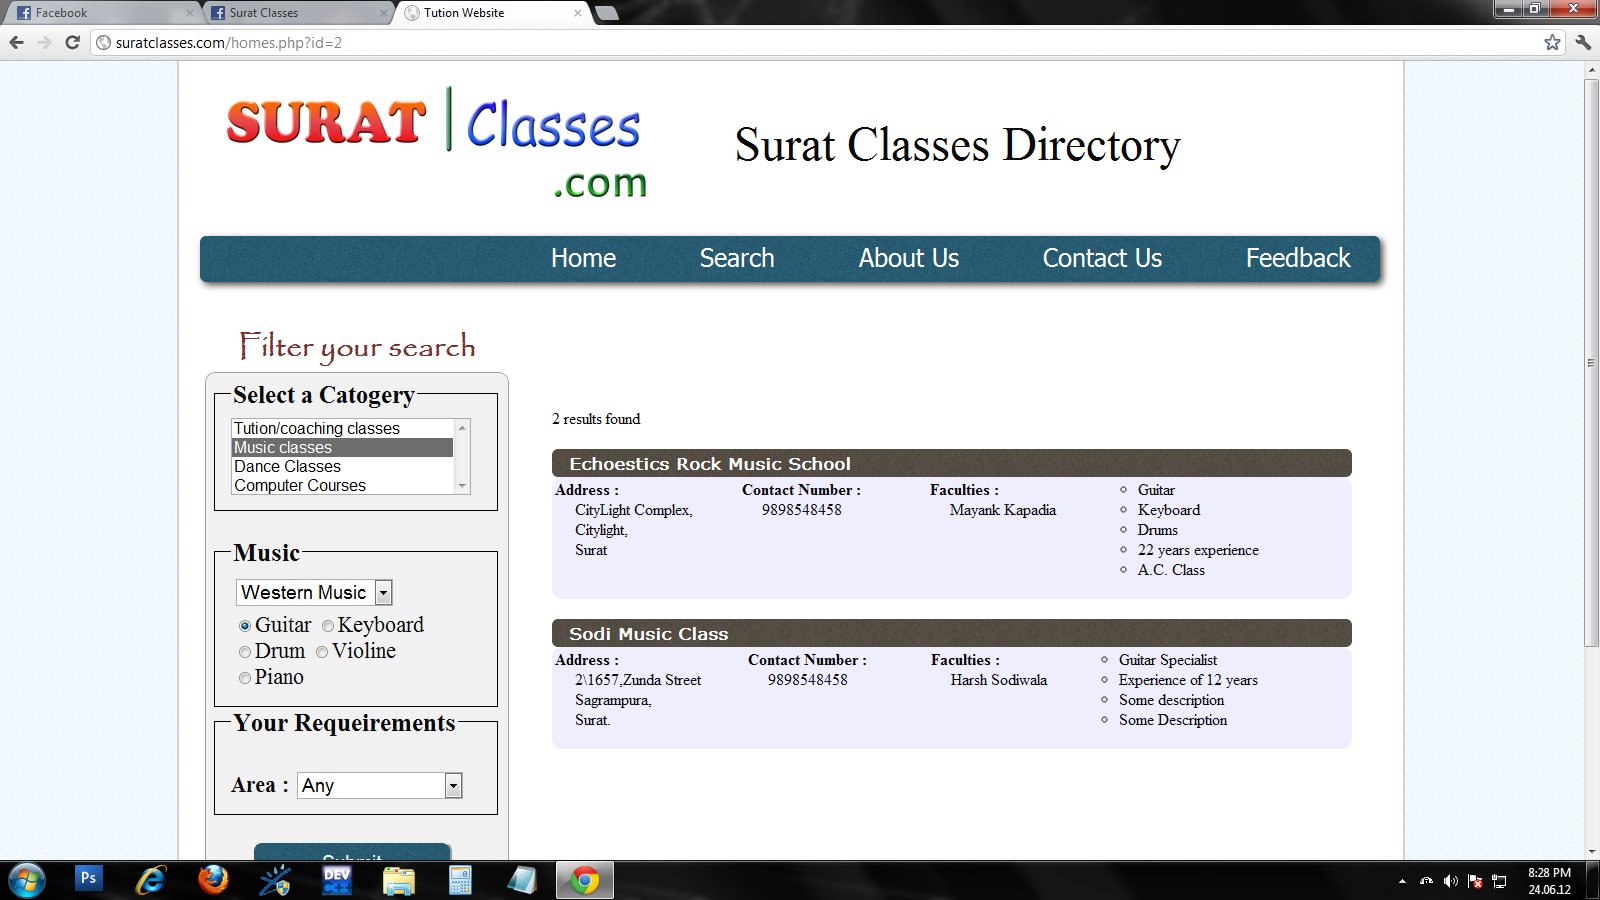 Facebook
Surat Classes
Tution Website
suratclasses.com/homes.php?id=2
SURAT | Classes
.com
Surat Classes Directory
Home Search About Us Contact Us Feedback
Filter your search
Select a Catogery
Tution/coaching classes
Music classes
Dance Classes
Computer Courses
Music
Western Music
Guitar Keyboard
Drum Violine
Piano
Your Requeirements
Area : Any
Submit
2 results found
Echoestics Rock Music School
Address :
CityLight Complex,
Citylight,
Surat
Contact Number :
9898548458
Faculties :
Mayank Kapadia
Guitar
Keyboard
Drums
22 years experience
A.C. Class
Sodi Music Class
Address :
2\1657,Zunda Street
Sagrampura,
Surat.
Contact Number :
9898548458
Faculties :
Harsh Sodiwala
Guitar Specialist
Experience of 12 years
Some description
Some Description
Ps
DEV
C++
8:28 PM
24.06.12